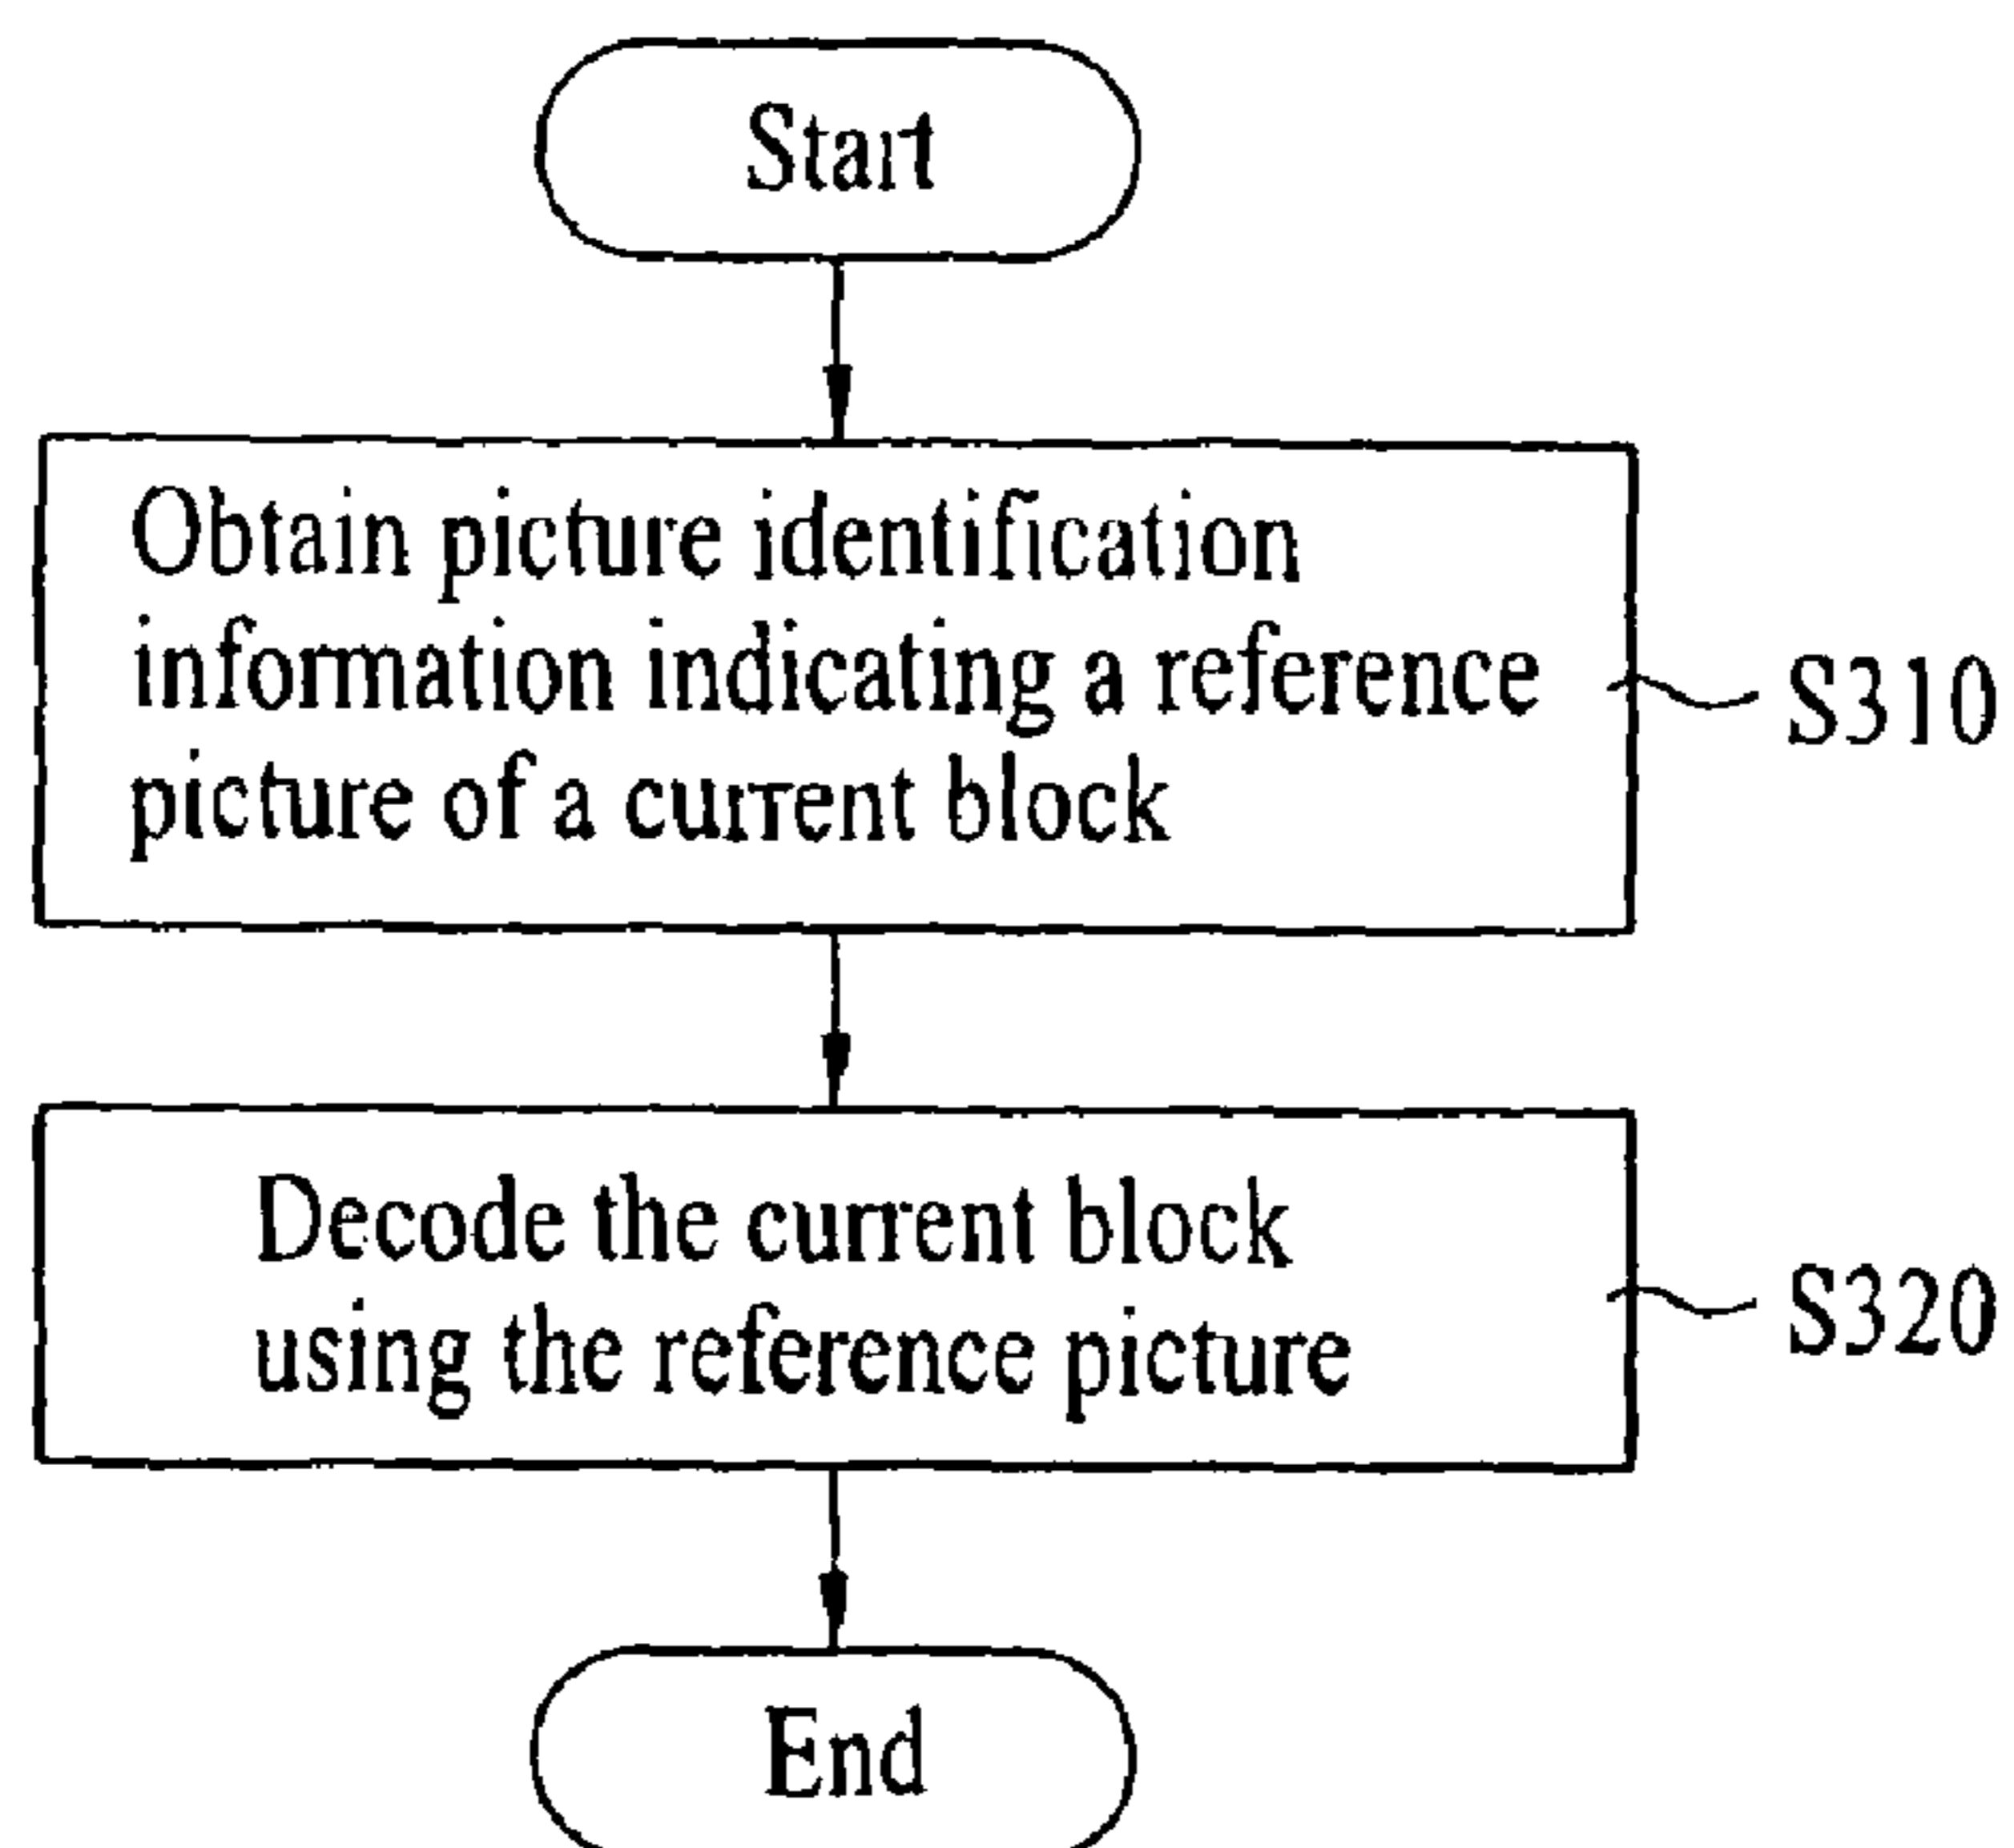 Start
Obtain picture identification
information indicating a reference
picture of a current block
S310
Decode the current block
using the reference picture
S320
End